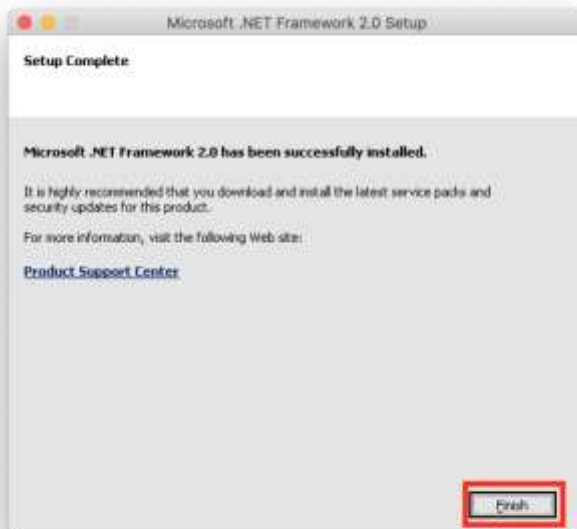 Microsoft .NET Framework 2.0 Setup
Setup Complete
Microsoft .NET Framework 2.0 has been successfully installed.
It is highly recommended that you download and install the latest service packs and
security updates for this product.
For more information, visit the following Web site:
Product Support Center
Finish